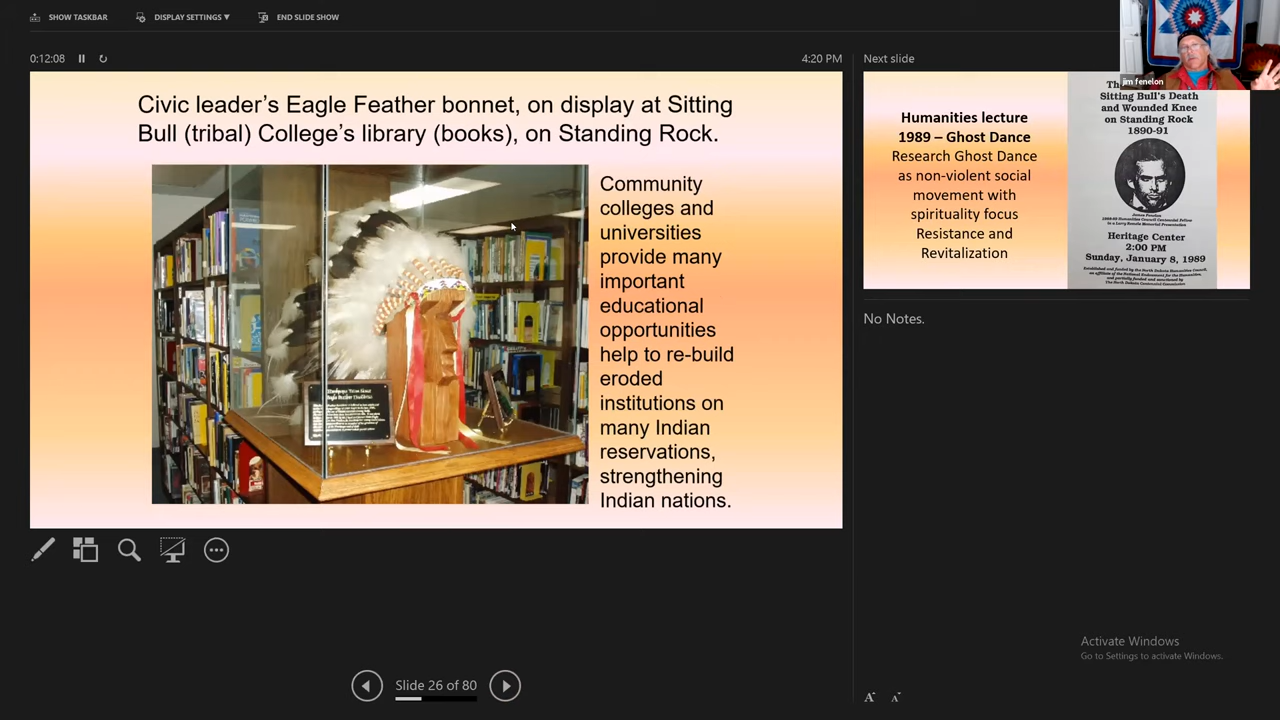 SHOW TASKBAR
DISPLAY SETTINGS ▼
END SLIDE SHOW
0:12:08
4:20 PM
Civic leader's Eagle Feather bonnet, on display at Sitting
Bull (tribal) College's library (books), on Standing Rock.
Community
colleges and
universities
provide many
important
educational
opportunities
help to re-build
eroded
institutions on
many Indian
reservations,
strengthening
Indian nations.
Slide 26 of 80
Next slide
jim fenelon
Humanities lecture
1989 – Ghost Dance
Research Ghost Dance
as non-violent social
movement with
spirituality focus
Resistance and
Revitalization
Sitting Bull's Death
and Wounded Knee
on Standing Rock
1890-91
James Fenelon
Heritage Center
2:00 PM
Sunday, January 8, 1989
No Notes.
Activate Windows
Go to Settings to activate Windows.
A
A